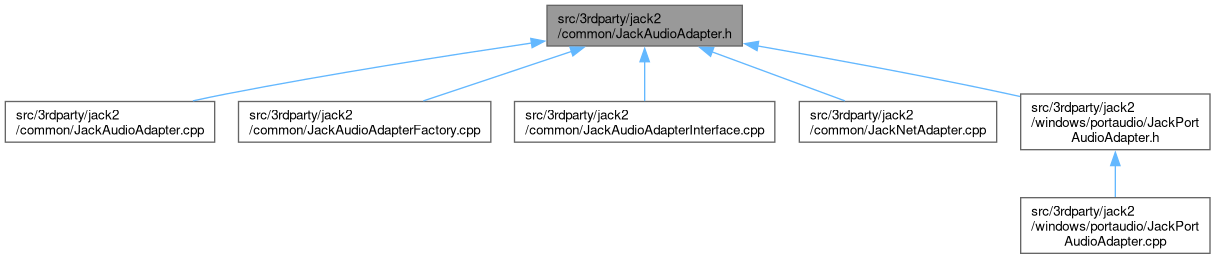 src/3rdparty/jack2
/common/JackAudioAdapter.h
src/3rdparty/jack2
/common/JackAudioAdapter.cpp
src/3rdparty/jack2
/common/JackAudioAdapterFactory.cpp
src/3rdparty/jack2
/common/JackAudioAdapterInterface.cpp
src/3rdparty/jack2
/common/JackNetAdapter.cpp
src/3rdparty/jack2
/windows/portaudio/JackPort
AudioAdapter.h
src/3rdparty/jack2
/windows/portaudio/JackPort
AudioAdapter.cpp